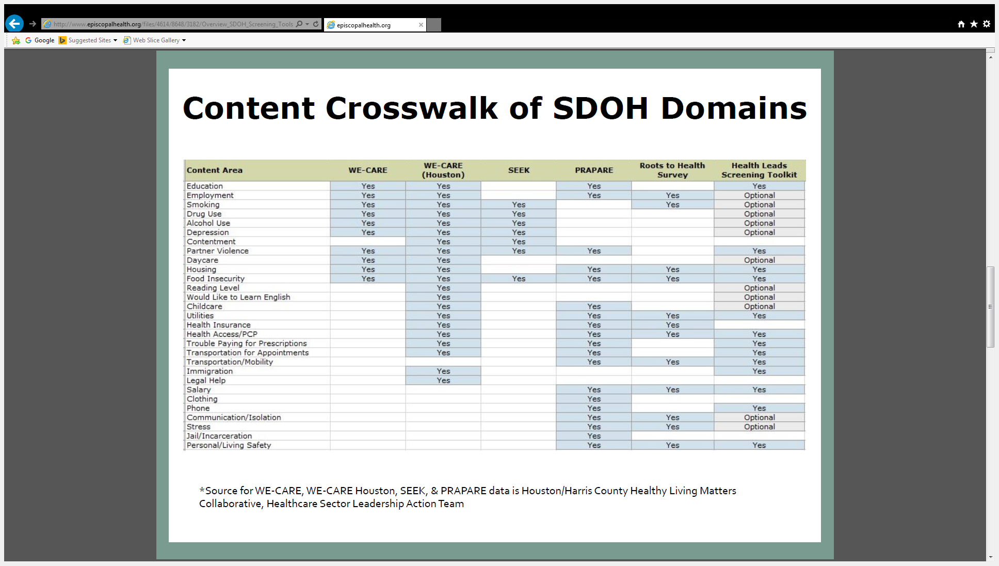 http://www.episcopalhealth.org/files/4614/8648/3182/Overview_SDOH_Screening_Tools
episcopalhealth.org
Google Suggested Sites Web Slice Gallery
Content Crosswalk of SDOH Domains
Content Area WE-CARE WE-CARE (Houston) SEEK PRAPARE Roots to Health Survey Health Leads Screening Toolkit
Education Yes Yes Yes Yes
Employment Yes Yes Yes Yes Optional
Smoking Yes Yes Yes Yes Optional
Drug Use Yes Yes Yes Optional
Alcohol Use Yes Yes Yes Optional
Depression Yes Yes Yes Optional
Contentment Yes Yes
Partner Violence Yes Yes Yes Yes Yes
Daycare Yes Yes Optional
Housing Yes Yes Yes Yes Yes
Food Insecurity Yes Yes Yes Yes Yes Yes
Reading Level Yes Optional
Would Like to Learn English Yes Optional
Childcare Yes Yes Optional
Utilities Yes Yes Yes Yes
Health Insurance Yes Yes Yes
Health Access/PCP Yes Yes Yes Yes
Trouble Paying for Prescriptions Yes Yes Yes
Transportation for Appointments Yes Yes Yes
Transportation/Mobility Yes Yes Yes
Immigration Yes Yes
Legal Help Yes
Salary Yes Yes Yes
Clothing Yes
Phone Yes Yes
Communication/Isolation Yes Yes Optional
Stress Yes Yes Optional
Jail/Incarceration Yes
Personal/Living Safety Yes Yes Yes
*Source for WE-CARE, WE-CARE Houston, SEEK, & PRAPARE data is Houston/Harris County Healthy Living Matters
Collaborative, Healthcare Sector Leadership Action Team